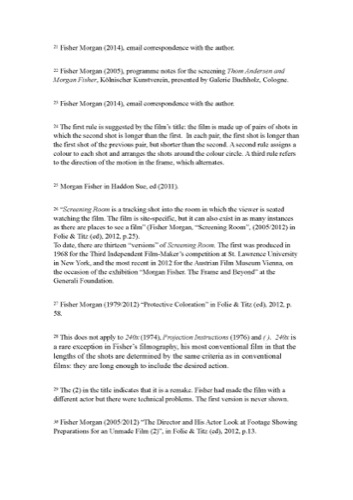 21 Fisher Morgan (2014), email correspondence with the author.
22 Fisher Morgan (2005), programme notes for the screening Thom Andersen and
Morgan Fisher, Kölnischer Kunstverein, presented by Galerie Buchholz, Cologne.
23 Fisher Morgan (2014), email correspondence with the author.
24 The first rule is suggested by the film's title: the film is made up of pairs of shots in
which the second shot is longer than the first.  In each pair, the first shot is longer than
the first shot of the previous pair, but shorter than the second. A second rule assigns a
colour to each shot and arranges the shots around the colour circle. A third rule refers
to the direction of the motion in the frame, which alternates.
25 Morgan Fisher in Haddon Sue, ed (2011).
26 “Screening Room is a tracking shot into the room in which the viewer is seated
watching the film. The film is site-specific, but it can also exist in as many instances
as there are places to see a film” (Fisher Morgan, “Screening Room”, (2005/2012) in
Folie & Titz (ed), 2012, p.25).
To date, there are thirteen “versions” of Screening Room. The first was produced in
1968 for the Third Independent Film-Maker's competition at St. Lawrence University
in New York, and the most recent in 2012 for the Austrian Film Museum Vienna, on
the occasion of the exhibition “Morgan Fisher. The Frame and Beyond” at the
Generali Foundation.
27 Fisher Morgan (1979/2012) “Protective Coloration” in Folie & Titz (ed), 2012, p.
58.
28 This does not apply to 240x (1974), Projection Instructions (1976) and ( ).  240x is
a rare exception in Fisher's filmography, his most conventional film in that the
lengths of the shots are determined by the same criteria as in conventional
films: they are long enough to include the desired action.
29 The (2) in the title indicates that it is a remake. Fisher had made the film with a
different actor but there were technical problems. The first version is never shown.
30 Fisher Morgan (2005/2012) “The Director and His Actor Look at Footage Showing
Preparations for an Unmade Film (2)”, in Folie & Titz (ed), 2012, p.13.